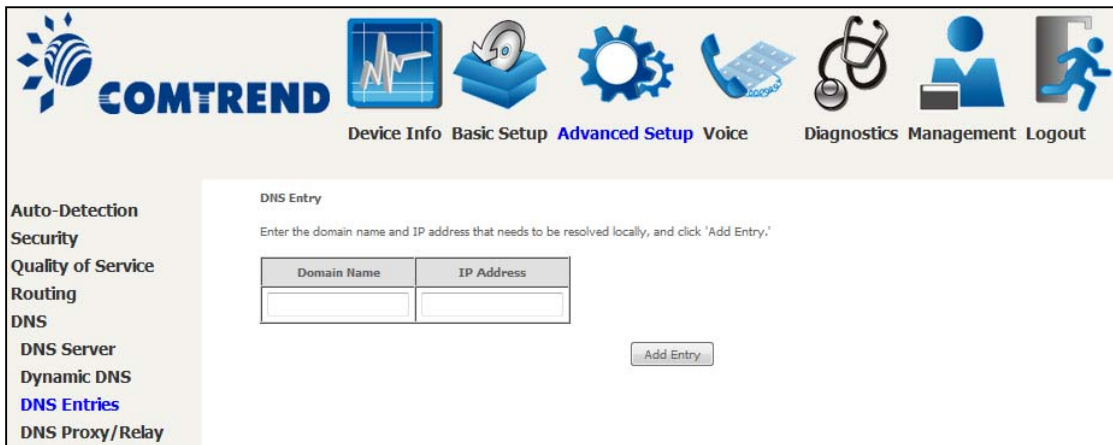 COMTREND
Device Info Basic Setup Advanced Setup Voice Diagnostics Management Logout
Auto-Detection
Security
Quality of Service
Routing
DNS
DNS Server
Dynamic DNS
DNS Entries
DNS Proxy/Relay
DNS Entry
Enter the domain name and IP address that needs to be resolved locally, and click 'Add Entry.'
Domain Name IP Address
Add Entry